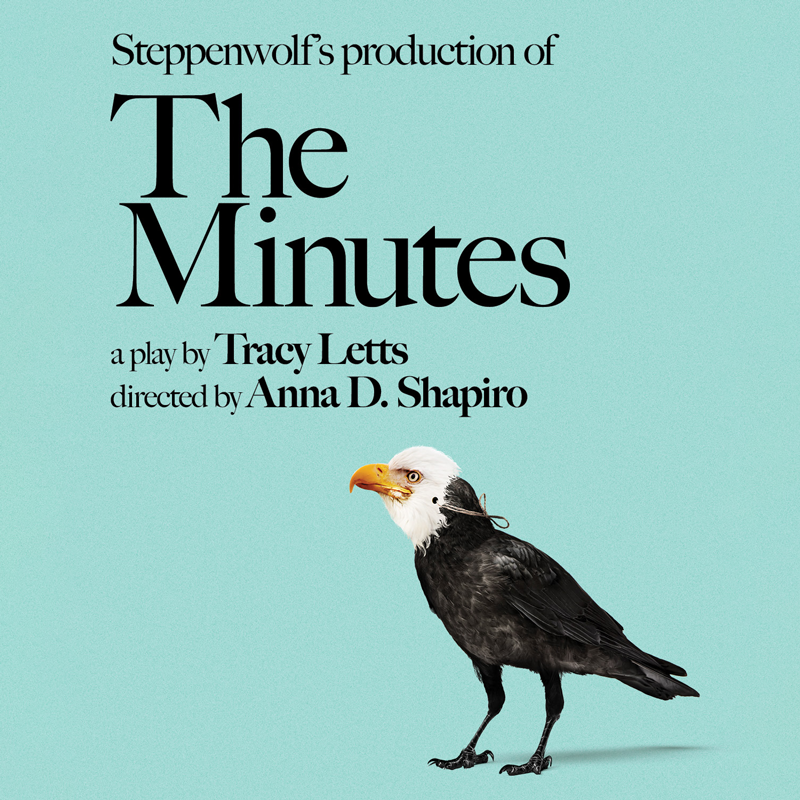 Steppenwolf's production of
The
Minutes
a play by Tracy Letts
directed by Anna D. Shapiro